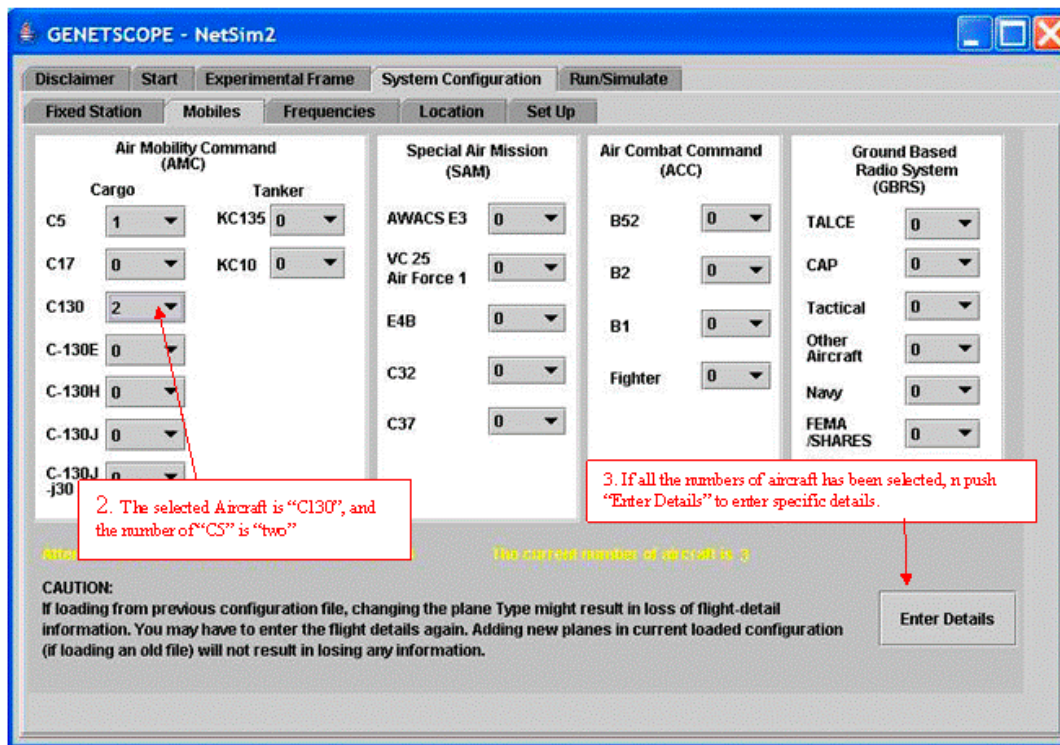 GENETSCOPE - NetSim2
Disclaimer Start Experimental Frame System Configuration Run/Simulate
Fixed Station Mobiles Frequencies Location Set Up
Air Mobility Command
(AMC)
Cargo Tanker
C5 1 KC135 0
C17 0 KC10 0
C130 2
C-130E 0
C-130H 0
C-130J 0
C-130J
-j30
Special Air Mission
(SAM)
AWACS E3 0
VC 25
Air Force 1 0
E4B 0
C32 0
C37 0
Air Combat Command
(ACC)
B52 0
B2 0
B1 0
Fighter 0
Ground Based
Radio System
(GBRS)
TALCE 0
CAP 0
Tactical 0
Other
Aircraft 0
Navy 0
FEMA
/SHARES 0
2. The selected Aircraft is “C130”, and
the number of “C5” is “two”
3. If all the numbers of aircraft has been selected, n push
“Enter Details” to enter specific details.
The current number of aircraft is 3
CAUTION:
If loading from previous configuration file, changing the plane Type might result in loss of flight-detail
information. You may have to enter the flight details again. Adding new planes in current loaded configuration
(if loading an old file) will not result in losing any information.
Enter Details